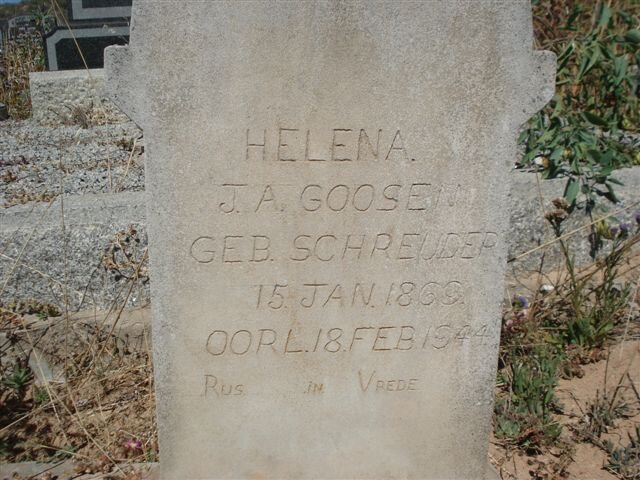 HELENA.
J.A. GOOSEN
GEB. SCHREUDER
15. JAN. 1869.
OORL. 18. FEB. 1944
RUS IN VREDE